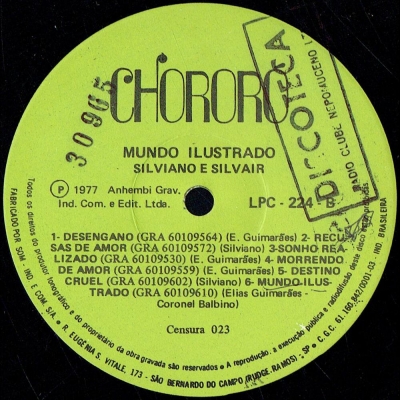 CHORORÓ
30965
DISCOTECA
RADIO CLUBE NEPOMUCENO L
MUNDO ILUSTRADO
SILVIANO E SILVAIR
P 1977 Anhembi Grav.
Ind. Com. e Edit. Ltda.
LPC - 224 - B
1- DESENGANO (GRA 60109564) (E. Guimarães) 2- RECU-
SAS DE AMOR (GRA 60109572) (Silviano) 3-SONHO REA-
LIZADO (GRA 60109530) (E. Guimarães) 4- MORRENDO
DE AMOR (GRA 60109559) (E. Guimarães) 5- DESTINO
CRUEL (GRA 60109602) (Silviano) 6- MUNDO ILUS-
TRADO (GRA 60109610) (Elias Guimarães -
Coronel Balbino)
Censura 023
Todos os direitos do produtor fonográfico e do proprietário da obra gravada são reservados • A reprodução, a execução pública e radiodifusão deste disco
FABRICADO POR SOM - IND. E COM. S/A. • R. EUGÊNIA S. VITALE, 173 - SÃO BERNARDO DO CAMPO (RUDGE RAMOS) - SP • C.G.C. 61.160.842/0001-03 - IND. BRASILEIRA